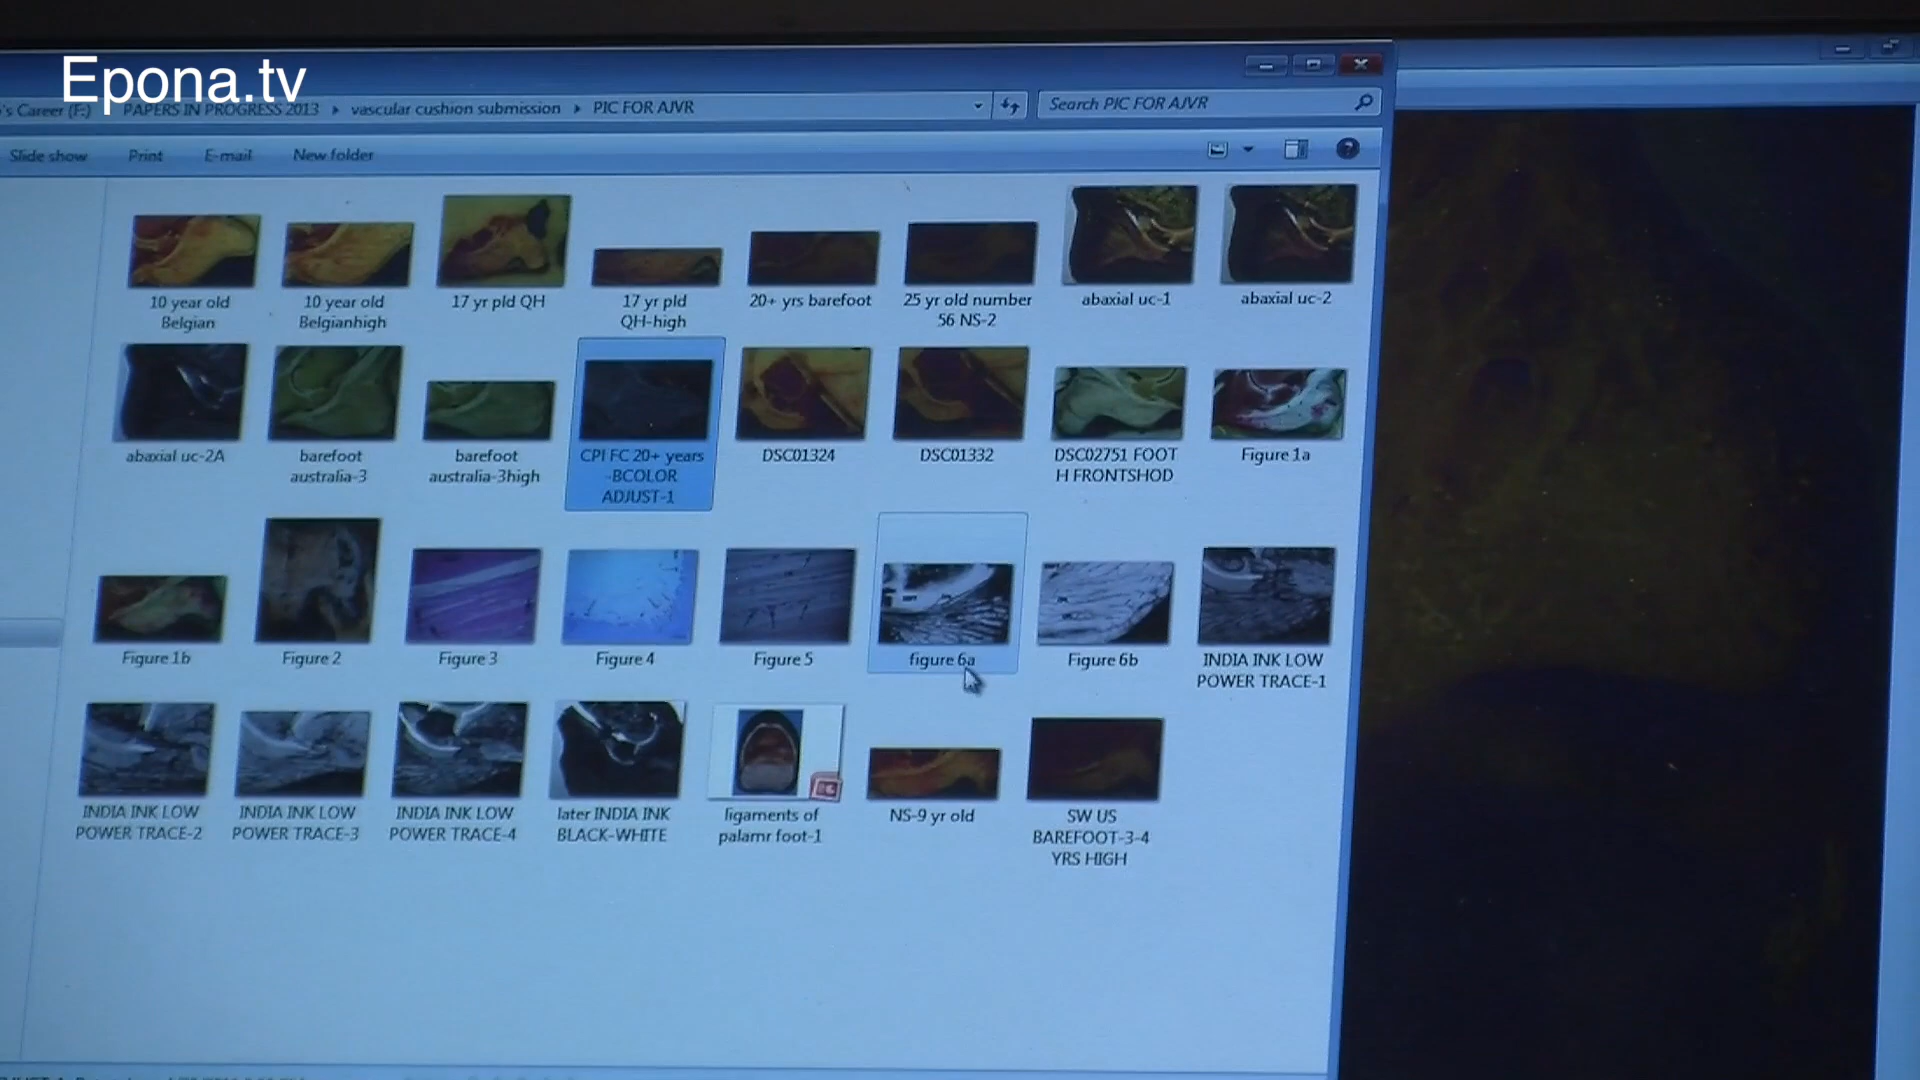 Epona.tv
's Career (F:) ▸ PAPERS IN PROGRESS 2013 ▸ vascular cushion submission ▸ PIC FOR AJVR
Search PIC FOR AJVR
Slide show Print E-mail New folder
10 year old
Belgian
10 year old
Belgianhigh
17 yr pld QH
17 yr pld
QH-high
20+ yrs barefoot
25 yr old number
56 NS-2
abaxial uc-1
abaxial uc-2
abaxial uc-2A
barefoot
australia-3
barefoot
australia-3high
CPI FC 20+ years
-BCOLOR
ADJUST-1
DSC01324
DSC01332
DSC02751 FOOT
H FRONTSHOD
Figure 1a
Figure 1b
Figure 2
Figure 3
Figure 4
Figure 5
figure 6a
Figure 6b
INDIA INK LOW
POWER TRACE-1
INDIA INK LOW
POWER TRACE-2
INDIA INK LOW
POWER TRACE-3
INDIA INK LOW
POWER TRACE-4
later INDIA INK
BLACK-WHITE
ligaments of
palamr foot-1
NS-9 yr old
SW US
BAREFOOT-3-4
YRS HIGH